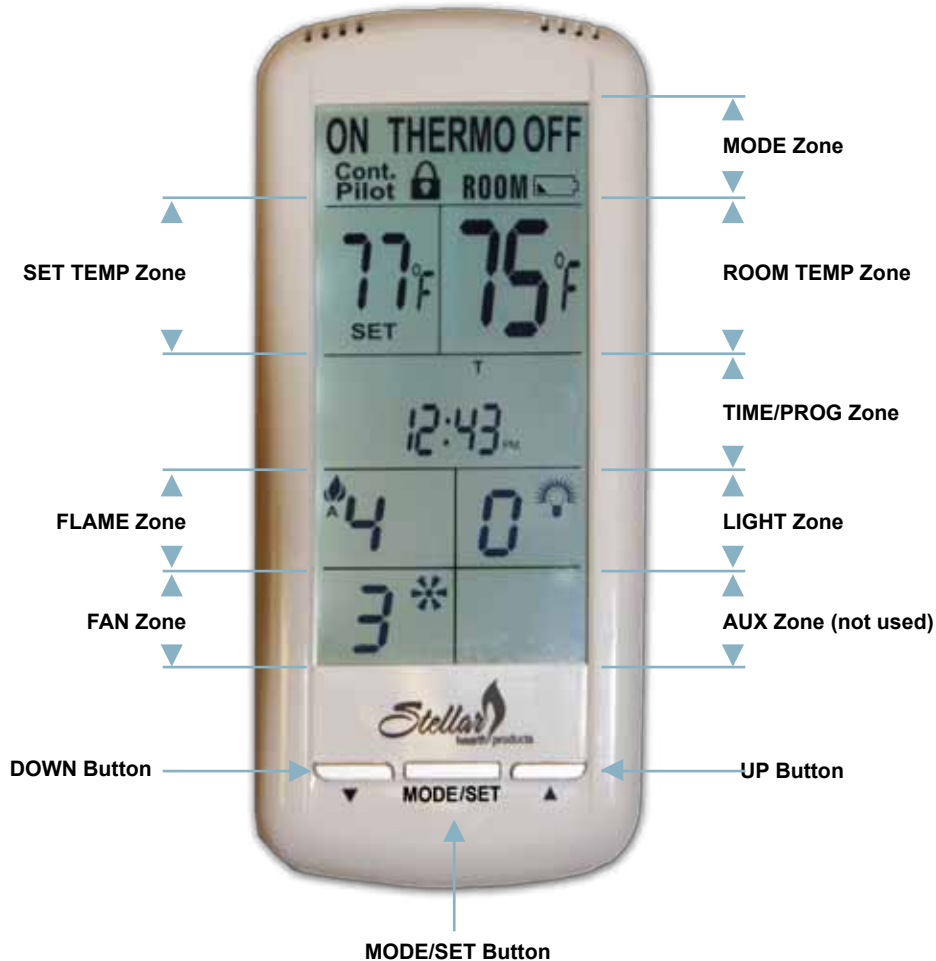 ON THERMO OFF
Cont.
Pilot
ROOM
MODE Zone
77°F
SET
75°F
SET TEMP Zone
ROOM TEMP Zone
T
12:43 PM
TIME/PROG Zone
A
4
0
FLAME Zone
LIGHT Zone
3
FAN Zone
AUX Zone (not used)
Stellar
hearth products
DOWN Button
UP Button
▼ MODE/SET ▲
MODE/SET Button